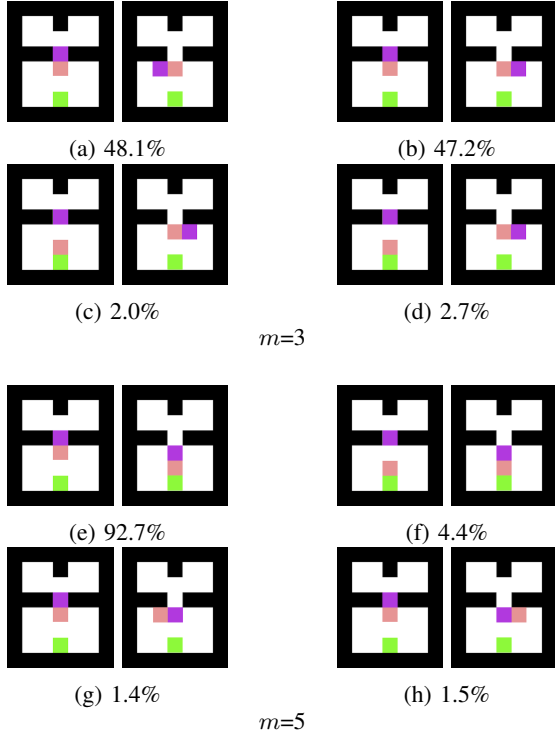 (a) 48.1%
(b) 47.2%
(c) 2.0%
(d) 2.7%
m=3
(e) 92.7%
(f) 4.4%
(g) 1.4%
(h) 1.5%
m=5